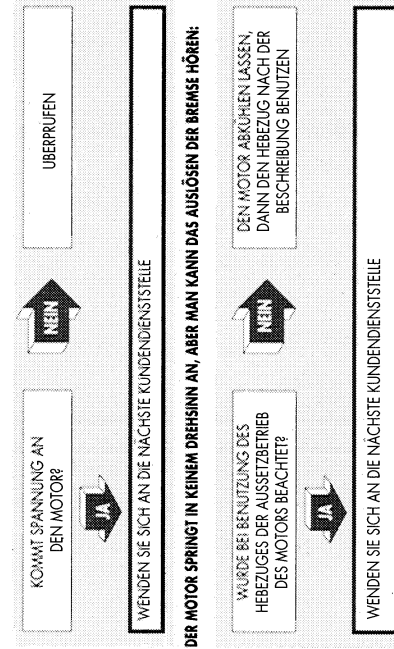 KOMMT SPANNUNG AN
DEN MOTOR?
NEIN
UBERPRUFEN
JA
WENDEN SIE SICH AN DIE NÄCHSTE KUNDENDIENSTSTELLE
DER MOTOR SPRINGT IN KEINEM DREHSINN AN, ABER MAN KANN DAS AUSLÖSEN DER BREMSE HÖREN:
WURDE BEI BENUTZUNG DES
HEBEZUGES DER AUSSETZBETRIEB
DES MOTORS BEACHTET?
NEIN
DEN MOTOR ABKÜHLEN LASSEN,
DANN DEN HEBEZUG NACH DER
BESCHREIBUNG BENUTZEN
JA
WENDEN SIE SICH AN DIE NÄCHSTE KUNDENDIENSTSTELLE